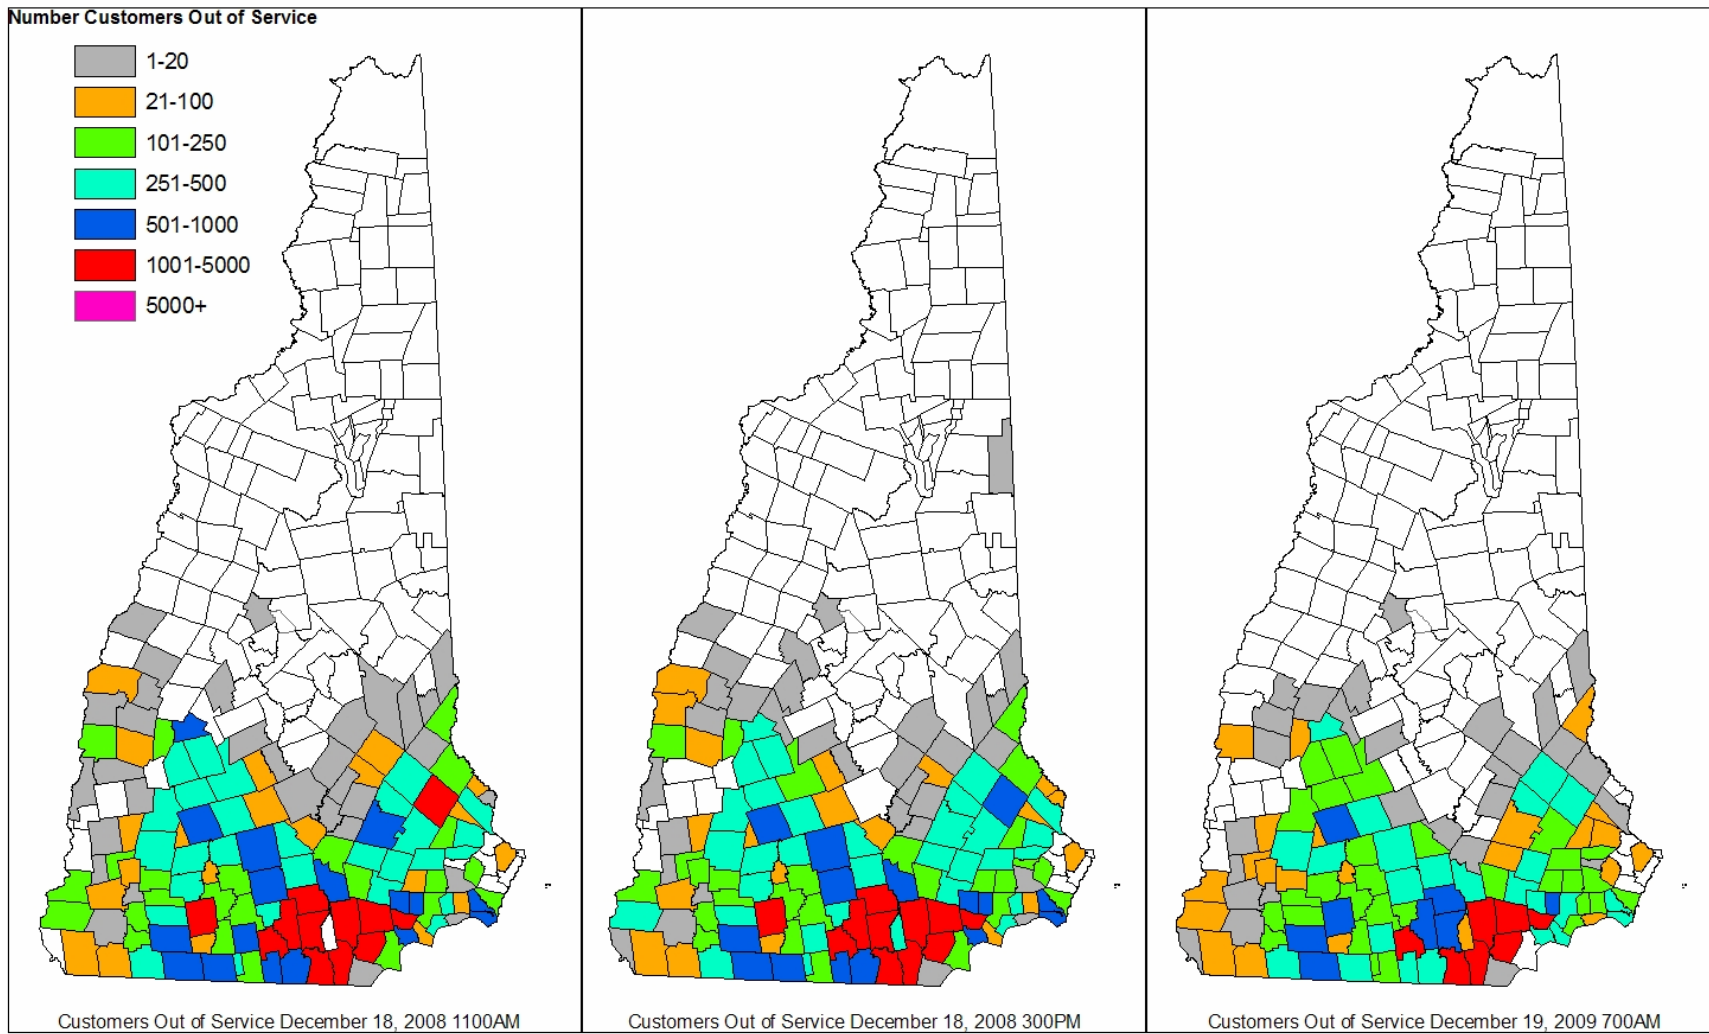 Number Customers Out of Service
1-20
21-100
101-250
251-500
501-1000
1001-5000
5000+
Customers Out of Service December 18, 2008 1100AM
Customers Out of Service December 18, 2008 300PM
Customers Out of Service December 19, 2009 700AM